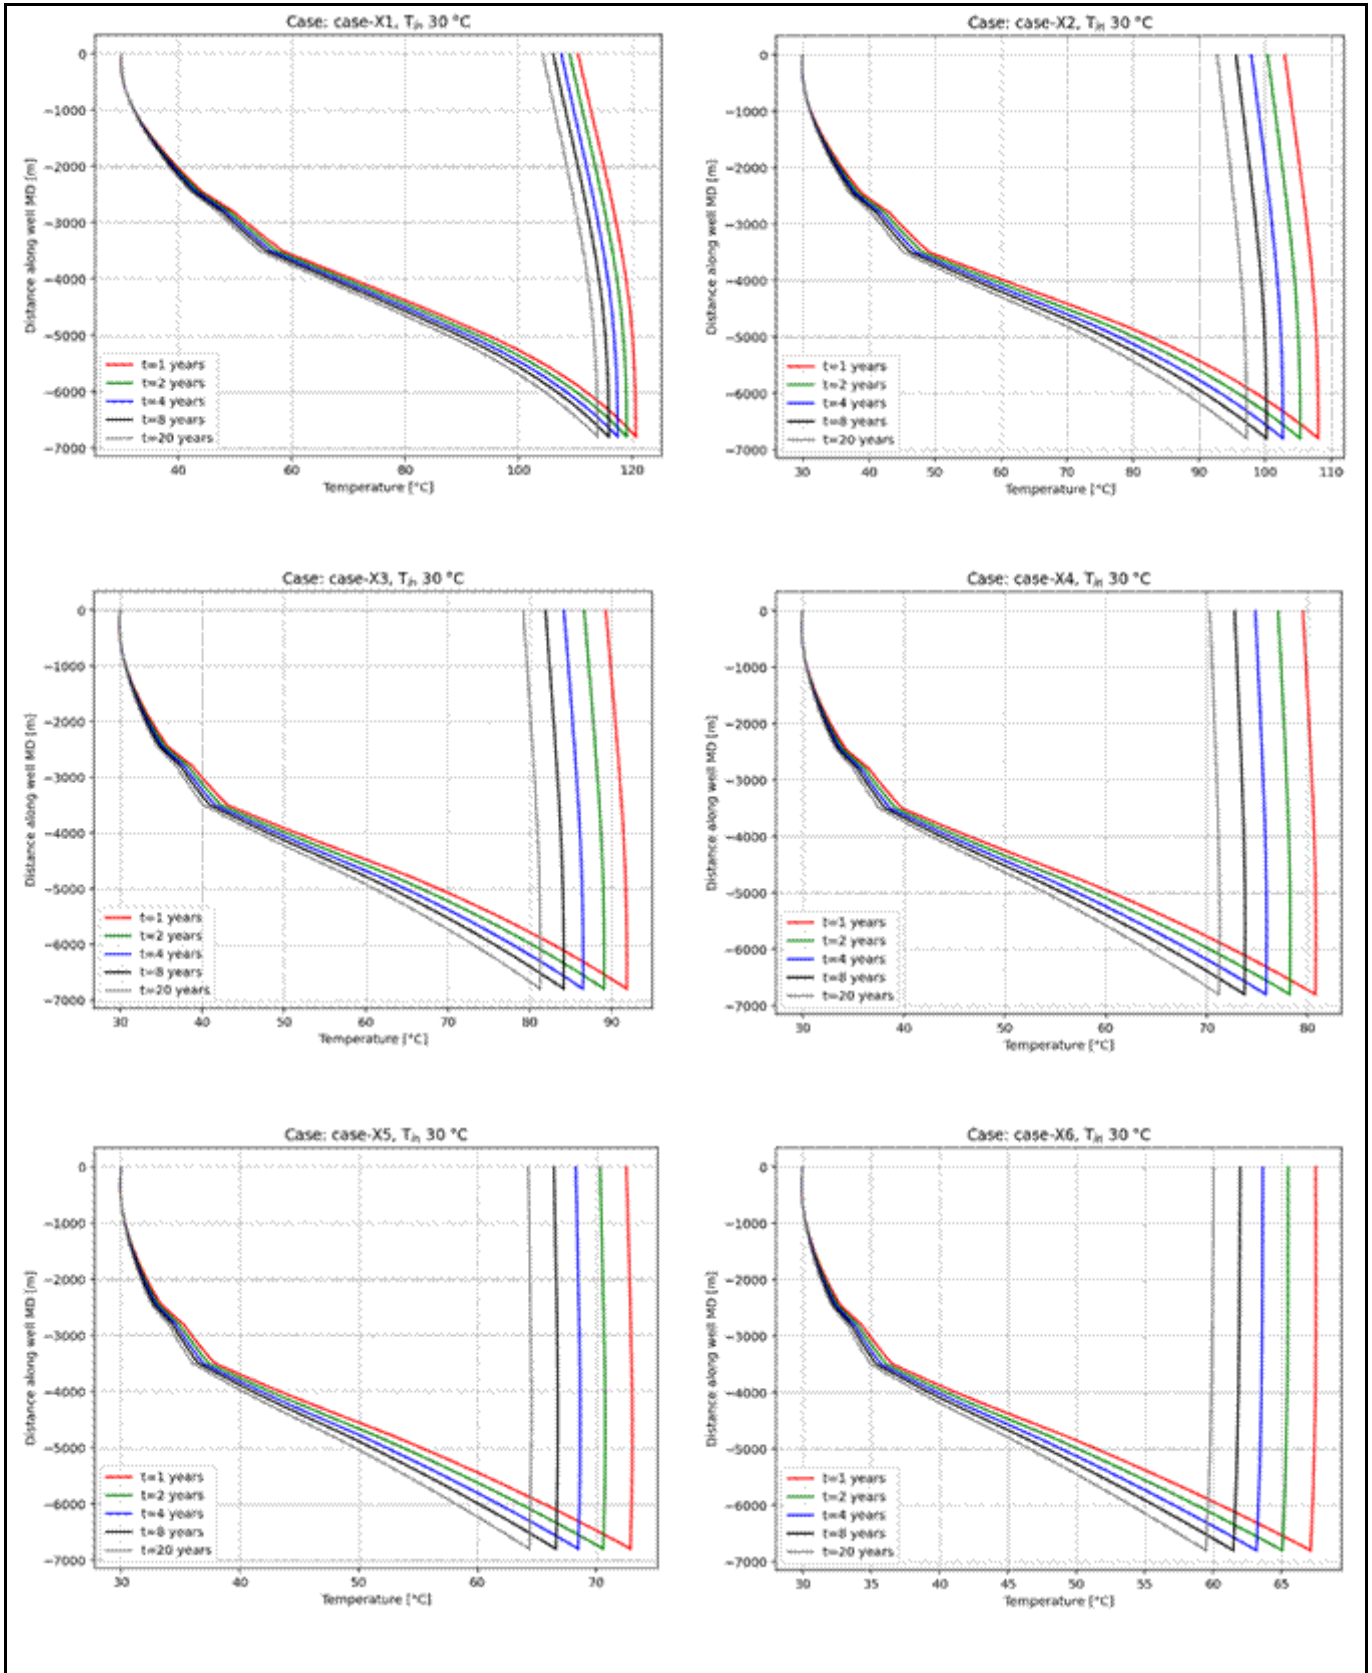 Case: case-X1, Tin 30 °C
Distance along well MD [m]
0
−1000
−2000
−3000
−4000
−5000
−6000
−7000
t=1 years
t=2 years
t=4 years
t=8 years
t=20 years
40 60 80 100 120
Temperature [°C]
Case: case-X2, Tin 30 °C
Distance along well MD [m]
0
−1000
−2000
−3000
−4000
−5000
−6000
−7000
t=1 years
t=2 years
t=4 years
t=8 years
t=20 years
30 40 50 60 70 80 90 100 110
Temperature [°C]
Case: case-X3, Tin 30 °C
Distance along well MD [m]
0
−1000
−2000
−3000
−4000
−5000
−6000
−7000
t=1 years
t=2 years
t=4 years
t=8 years
t=20 years
30 40 50 60 70 80 90
Temperature [°C]
Case: case-X4, Tin 30 °C
Distance along well MD [m]
0
−1000
−2000
−3000
−4000
−5000
−6000
−7000
t=1 years
t=2 years
t=4 years
t=8 years
t=20 years
30 40 50 60 70 80
Temperature [°C]
Case: case-X5, Tin 30 °C
Distance along well MD [m]
0
−1000
−2000
−3000
−4000
−5000
−6000
−7000
t=1 years
t=2 years
t=4 years
t=8 years
t=20 years
30 40 50 60 70
Temperature [°C]
Case: case-X6, Tin 30 °C
Distance along well MD [m]
0
−1000
−2000
−3000
−4000
−5000
−6000
−7000
t=1 years
t=2 years
t=4 years
t=8 years
t=20 years
30 35 40 45 50 55 60 65
Temperature [°C]